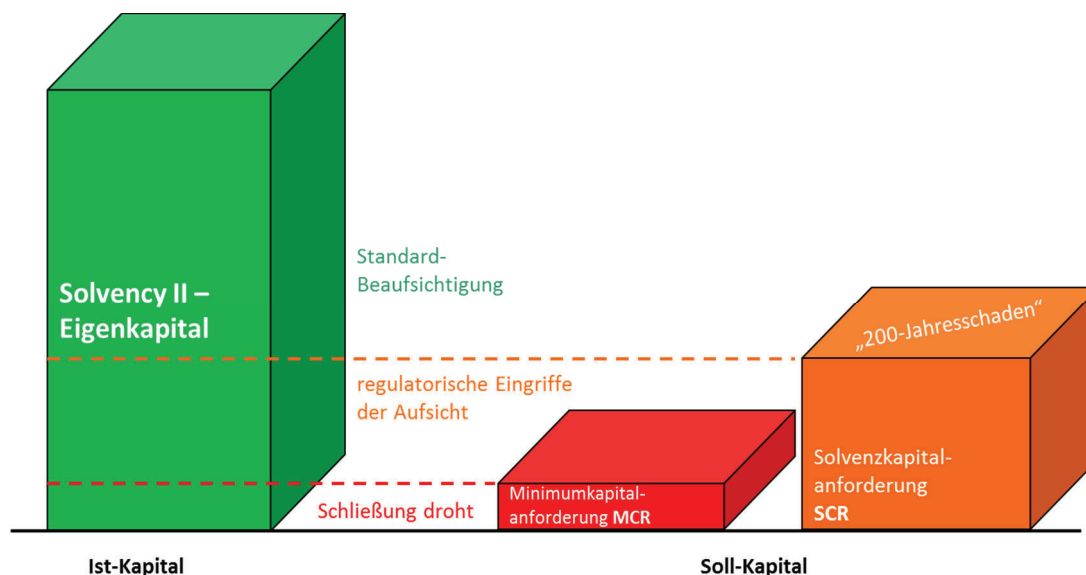 Standard-
Beaufsichtigung
Solvency II –
Eigenkapital
„200-Jahresschaden“
regulatorische Eingriffe
der Aufsicht
Solvenzkapital-
anforderung
SCR
Minimumkapital-
anforderung MCR
Schließung droht
Ist-Kapital
Soll-Kapital